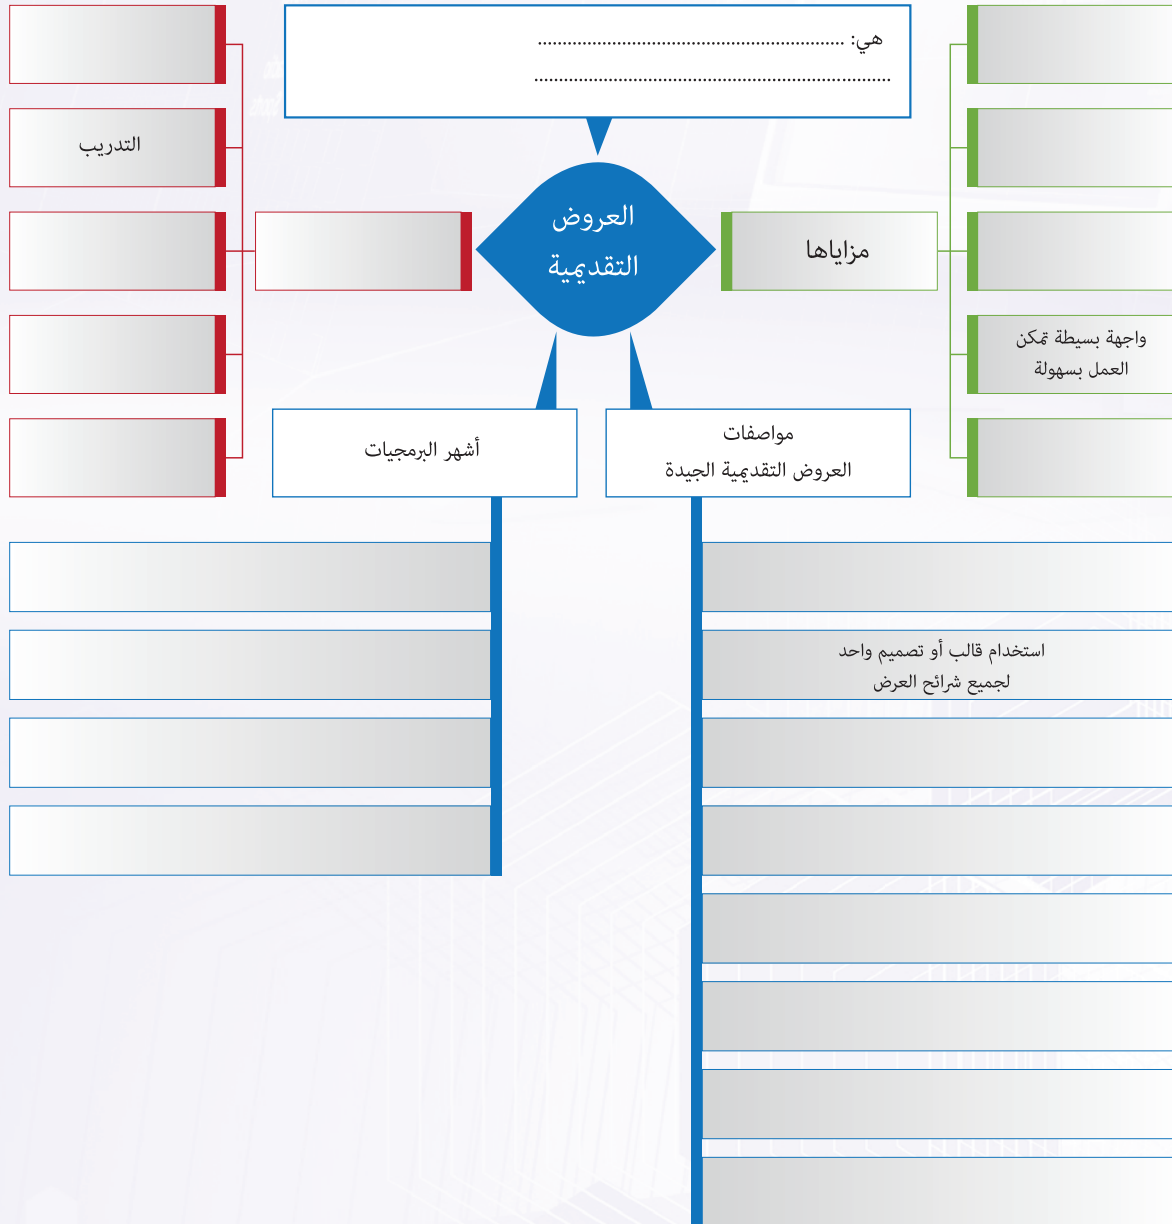 هي: ...............................................................
.........................................................................
التدريب
العروض
التقديمية
مزاياها
واجهة بسيطة تمكن
العمل بسهولة
مواصفات
العروض التقديمية الجيدة
أشهر البرمجيات
استخدام قالب أو تصميم واحد
لجميع شرائح العرض